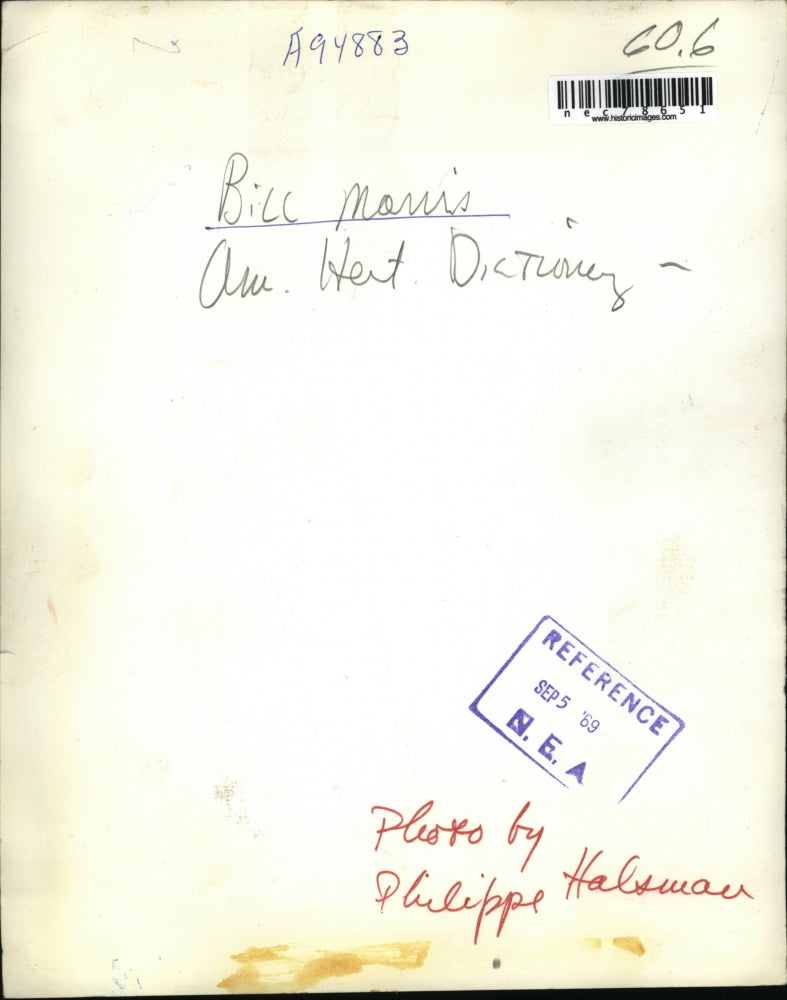 A94883
60.6
nec78651
www.historicimages.com
Bill Morris
Am. Herit. Dictionary -
REFERENCE
SEP 5 '69
N. E. A
Photo by
Philippe Halsman